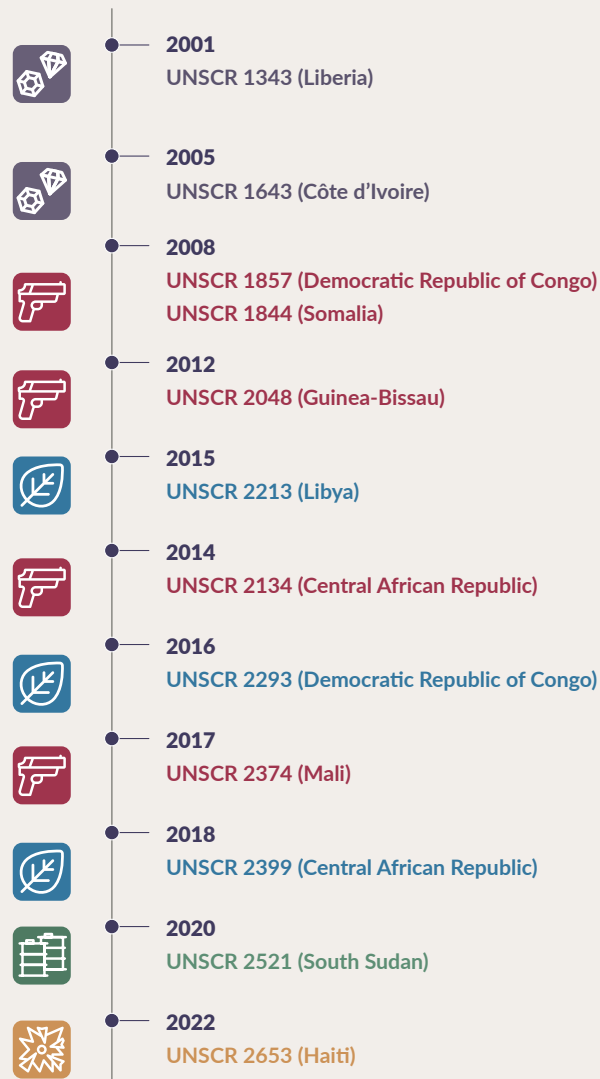 2001
UNSCR 1343 (Liberia)
2005
UNSCR 1643 (Côte d’Ivoire)
2008
UNSCR 1857 (Democratic Republic of Congo)
UNSCR 1844 (Somalia)
2012
UNSCR 2048 (Guinea-Bissau)
2015
UNSCR 2213 (Libya)
2014
UNSCR 2134 (Central African Republic)
2016
UNSCR 2293 (Democratic Republic of Congo)
2017
UNSCR 2374 (Mali)
2018
UNSCR 2399 (Central African Republic)
2020
UNSCR 2521 (South Sudan)
2022
UNSCR 2653 (Haiti)